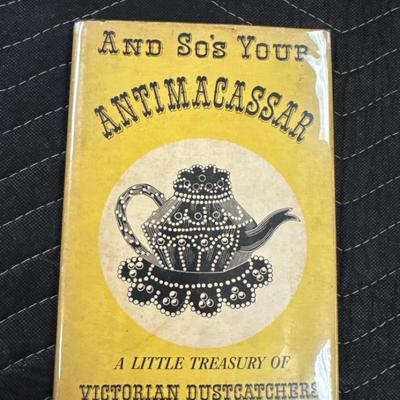 AND SO'S YOUR
ANTIMACASSAR
A LITTLE TREASURY OF
VICTORIAN DUSTCATCHERS